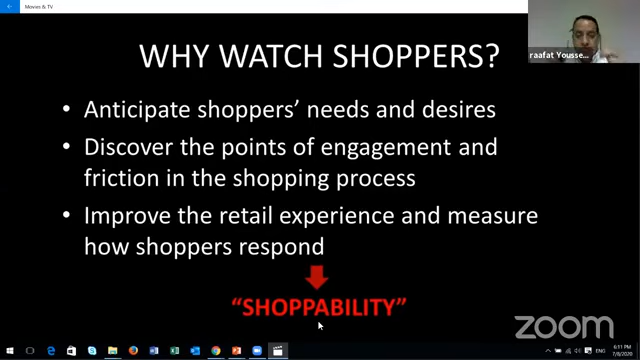 Movies & TV
raafat Yousse...
WHY WATCH SHOPPERS?
• Anticipate shoppers' needs and desires
• Discover the points of engagement and
friction in the shopping process
• Improve the retail experience and measure
how shoppers respond
"SHOPPABILITY"
zoom
ENG
6:11 PM
7/8/2020